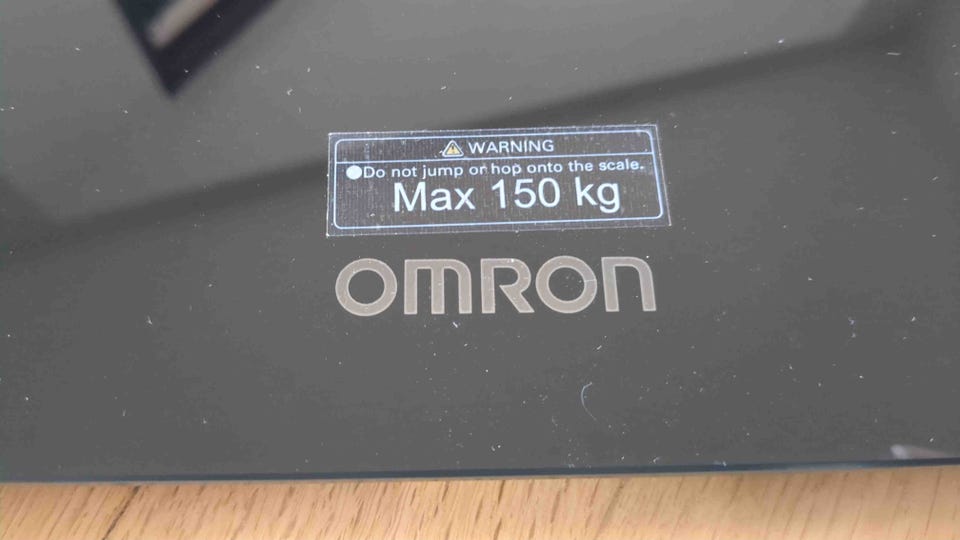 WARNING
●Do not jump or hop onto the scale.
Max 150 kg
OMRON